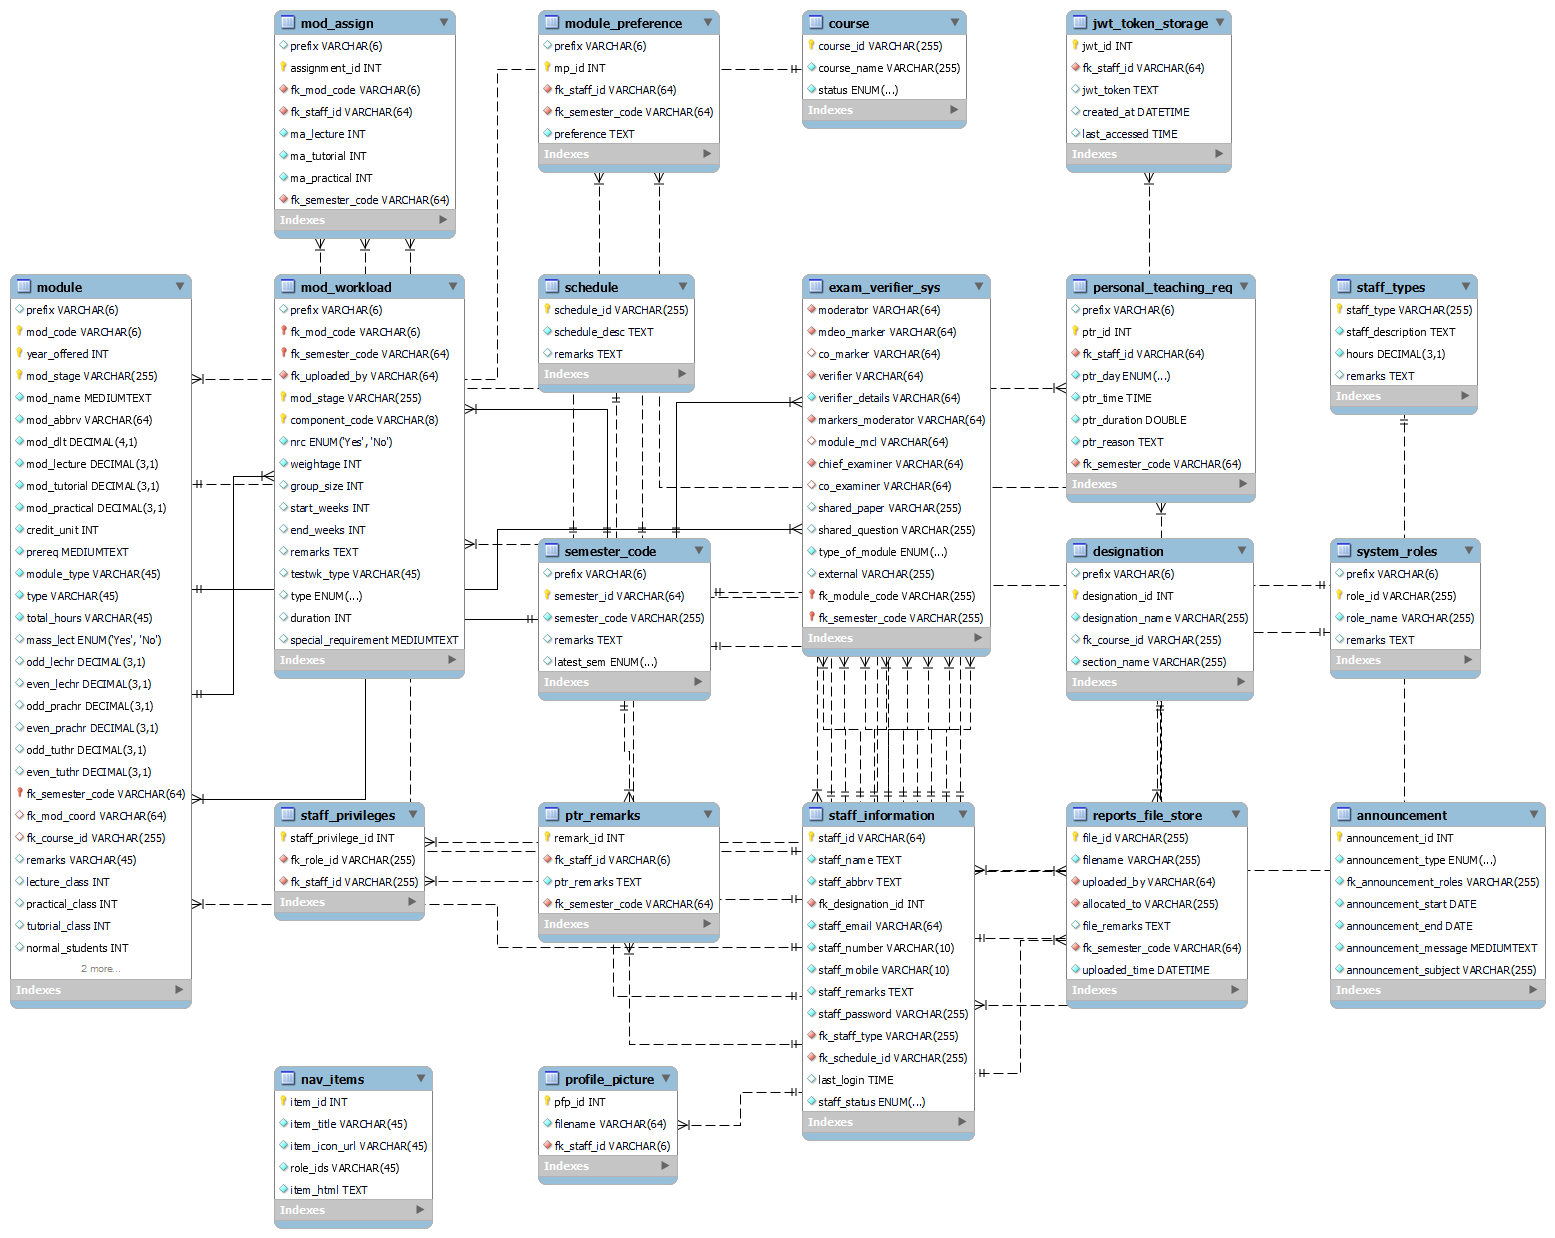 mod_assign
prefix VARCHAR(6)
assignment_id INT
fk_mod_code VARCHAR(6)
fk_staff_id VARCHAR(64)
ma_lecture INT
ma_tutorial INT
ma_practical INT
fk_semester_code VARCHAR(64)
Indexes
module_preference
prefix VARCHAR(6)
mp_id INT
fk_staff_id VARCHAR(64)
fk_semester_code VARCHAR(64)
preference TEXT
Indexes
course
course_id VARCHAR(255)
course_name VARCHAR(255)
status ENUM(...)
Indexes
jwt_token_storage
jwt_id INT
fk_staff_id VARCHAR(64)
jwt_token TEXT
created_at DATETIME
last_accessed TIME
Indexes
module
prefix VARCHAR(6)
mod_code VARCHAR(6)
year_offered INT
mod_stage VARCHAR(255)
mod_name MEDIUMTEXT
mod_abbrv VARCHAR(64)
mod_dlt DECIMAL(4,1)
mod_lecture DECIMAL(3,1)
mod_tutorial DECIMAL(3,1)
mod_practical DECIMAL(3,1)
credit_unit INT
prereq MEDIUMTEXT
module_type VARCHAR(45)
type VARCHAR(45)
total_hours VARCHAR(45)
mass_lect ENUM('Yes', 'No')
odd_lechr DECIMAL(3,1)
even_lechr DECIMAL(3,1)
odd_prachr DECIMAL(3,1)
even_prachr DECIMAL(3,1)
odd_tuthr DECIMAL(3,1)
even_tuthr DECIMAL(3,1)
fk_semester_code VARCHAR(64)
fk_mod_coord VARCHAR(64)
fk_course_id VARCHAR(255)
remarks VARCHAR(45)
lecture_class INT
practical_class INT
tutorial_class INT
normal_students INT
2 more...
Indexes
mod_workload
prefix VARCHAR(6)
fk_mod_code VARCHAR(6)
fk_semester_code VARCHAR(64)
fk_uploaded_by VARCHAR(64)
mod_stage VARCHAR(255)
component_code VARCHAR(8)
nrc ENUM('Yes', 'No')
weightage INT
group_size INT
start_weeks INT
end_weeks INT
remarks TEXT
testwk_type VARCHAR(45)
type ENUM(...)
duration INT
special_requirement MEDIUMTEXT
Indexes
schedule
schedule_id VARCHAR(255)
schedule_desc TEXT
remarks TEXT
Indexes
exam_verifier_sys
moderator VARCHAR(64)
mdeo_marker VARCHAR(64)
co_marker VARCHAR(64)
verifier VARCHAR(64)
verifier_details VARCHAR(64)
markers_moderator VARCHAR(64)
module_mcl VARCHAR(64)
chief_examiner VARCHAR(64)
co_examiner VARCHAR(64)
shared_paper VARCHAR(255)
shared_question VARCHAR(255)
type_of_module ENUM(...)
external VARCHAR(255)
fk_module_code VARCHAR(255)
fk_semester_code VARCHAR(255)
Indexes
personal_teaching_req
prefix VARCHAR(6)
ptr_id INT
fk_staff_id VARCHAR(64)
ptr_day ENUM(...)
ptr_time TIME
ptr_duration DOUBLE
ptr_reason TEXT
fk_semester_code VARCHAR(64)
Indexes
staff_types
staff_type VARCHAR(255)
staff_description TEXT
hours DECIMAL(3,1)
remarks TEXT
Indexes
semester_code
prefix VARCHAR(6)
semester_id VARCHAR(64)
semester_code VARCHAR(255)
remarks TEXT
latest_sem ENUM(...)
Indexes
designation
prefix VARCHAR(6)
designation_id INT
designation_name VARCHAR(255)
fk_course_id VARCHAR(255)
section_name VARCHAR(255)
Indexes
system_roles
prefix VARCHAR(6)
role_id VARCHAR(255)
role_name VARCHAR(255)
remarks TEXT
Indexes
staff_privileges
staff_privilege_id INT
fk_role_id VARCHAR(255)
fk_staff_id VARCHAR(255)
Indexes
ptr_remarks
remark_id INT
fk_staff_id VARCHAR(6)
ptr_remarks TEXT
fk_semester_code VARCHAR(64)
Indexes
staff_information
staff_id VARCHAR(64)
staff_name TEXT
staff_abbrv TEXT
fk_designation_id INT
staff_email VARCHAR(64)
staff_number VARCHAR(10)
staff_mobile VARCHAR(10)
staff_remarks TEXT
staff_password VARCHAR(255)
fk_staff_type VARCHAR(255)
fk_schedule_id VARCHAR(255)
last_login TIME
staff_status ENUM(...)
Indexes
reports_file_store
file_id VARCHAR(255)
filename VARCHAR(255)
uploaded_by VARCHAR(64)
allocated_to VARCHAR(255)
file_remarks TEXT
fk_semester_code VARCHAR(64)
uploaded_time DATETIME
Indexes
announcement
announcement_id INT
announcement_type ENUM(...)
fk_announcement_roles VARCHAR(255)
announcement_start DATE
announcement_end DATE
announcement_message MEDIUMTEXT
announcement_subject VARCHAR(255)
Indexes
nav_items
item_id INT
item_title VARCHAR(45)
item_icon_url VARCHAR(45)
role_ids VARCHAR(45)
item_html TEXT
Indexes
profile_picture
pfp_id INT
filename VARCHAR(64)
fk_staff_id VARCHAR(6)
Indexes